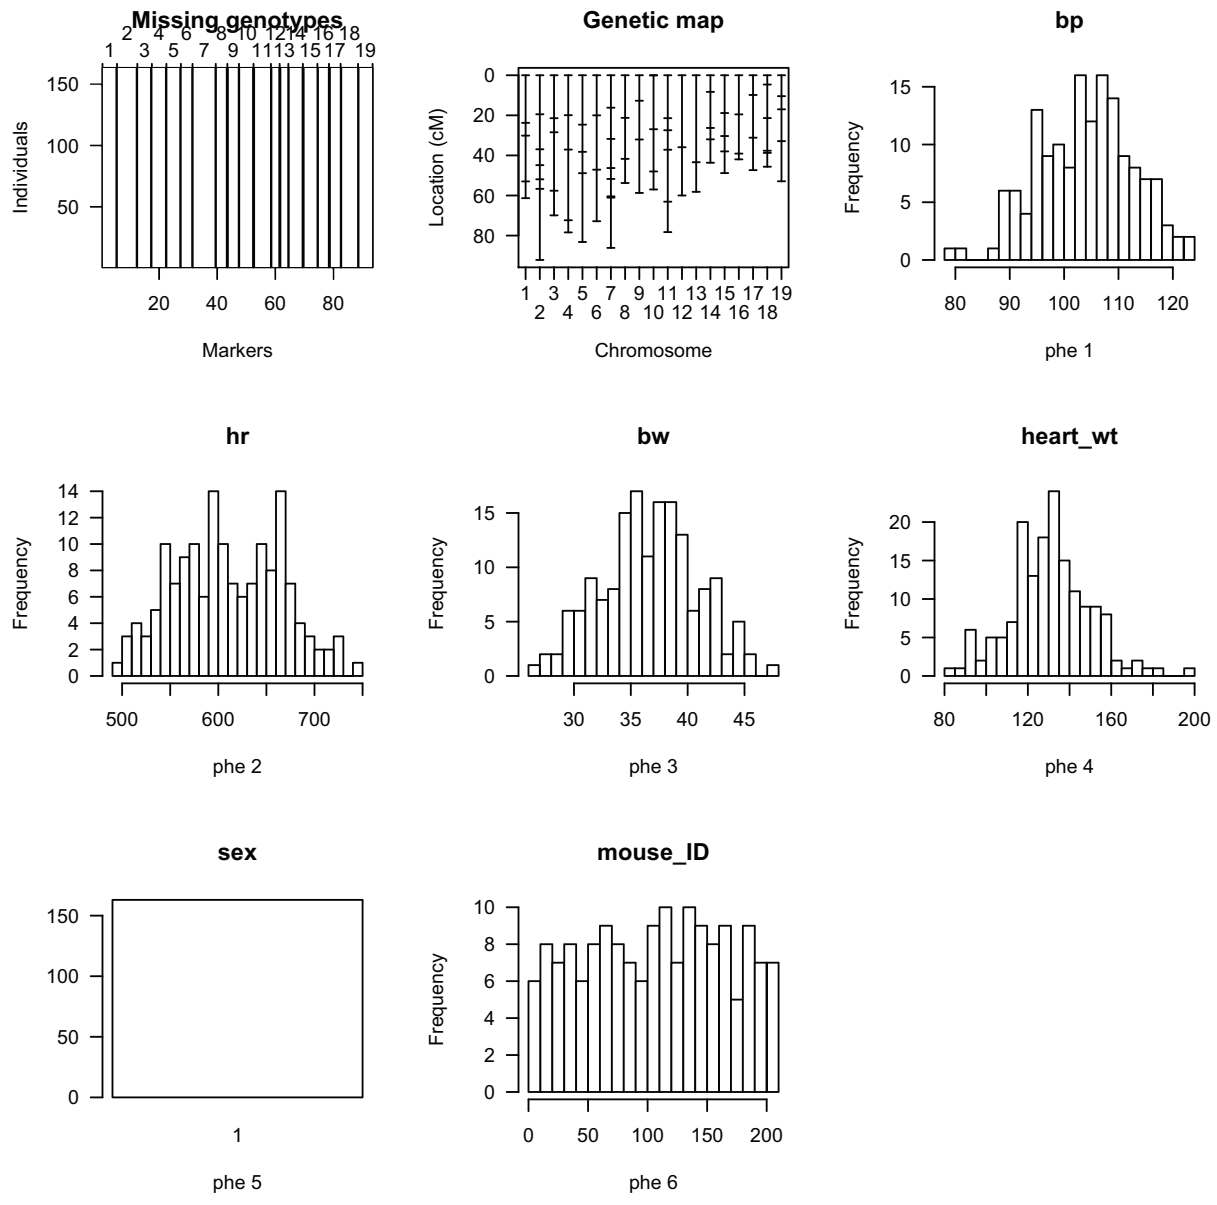 Missing genotypes
2 4 6 8 10 12 14 16 18
1 3 5 7 9 11 13 15 17 19
150
100
50
Individuals
20 40 60 80
Markers
Genetic map
0
20
40
60
80
Location (cM)
1 3 5 7 9 11 13 15 17 19
2 4 6 8 10 12 14 16 18
Chromosome
bp
15
10
5
0
Frequency
80 90 100 110 120
phe 1
hr
14
12
10
8
6
4
2
0
Frequency
500 600 700
phe 2
bw
15
10
5
0
Frequency
30 35 40 45
phe 3
heart_wt
20
15
10
5
0
Frequency
80 120 160 200
phe 4
sex
150
100
50
0
1
phe 5
mouse_ID
10
8
6
4
2
0
Frequency
0 50 100 150 200
phe 6